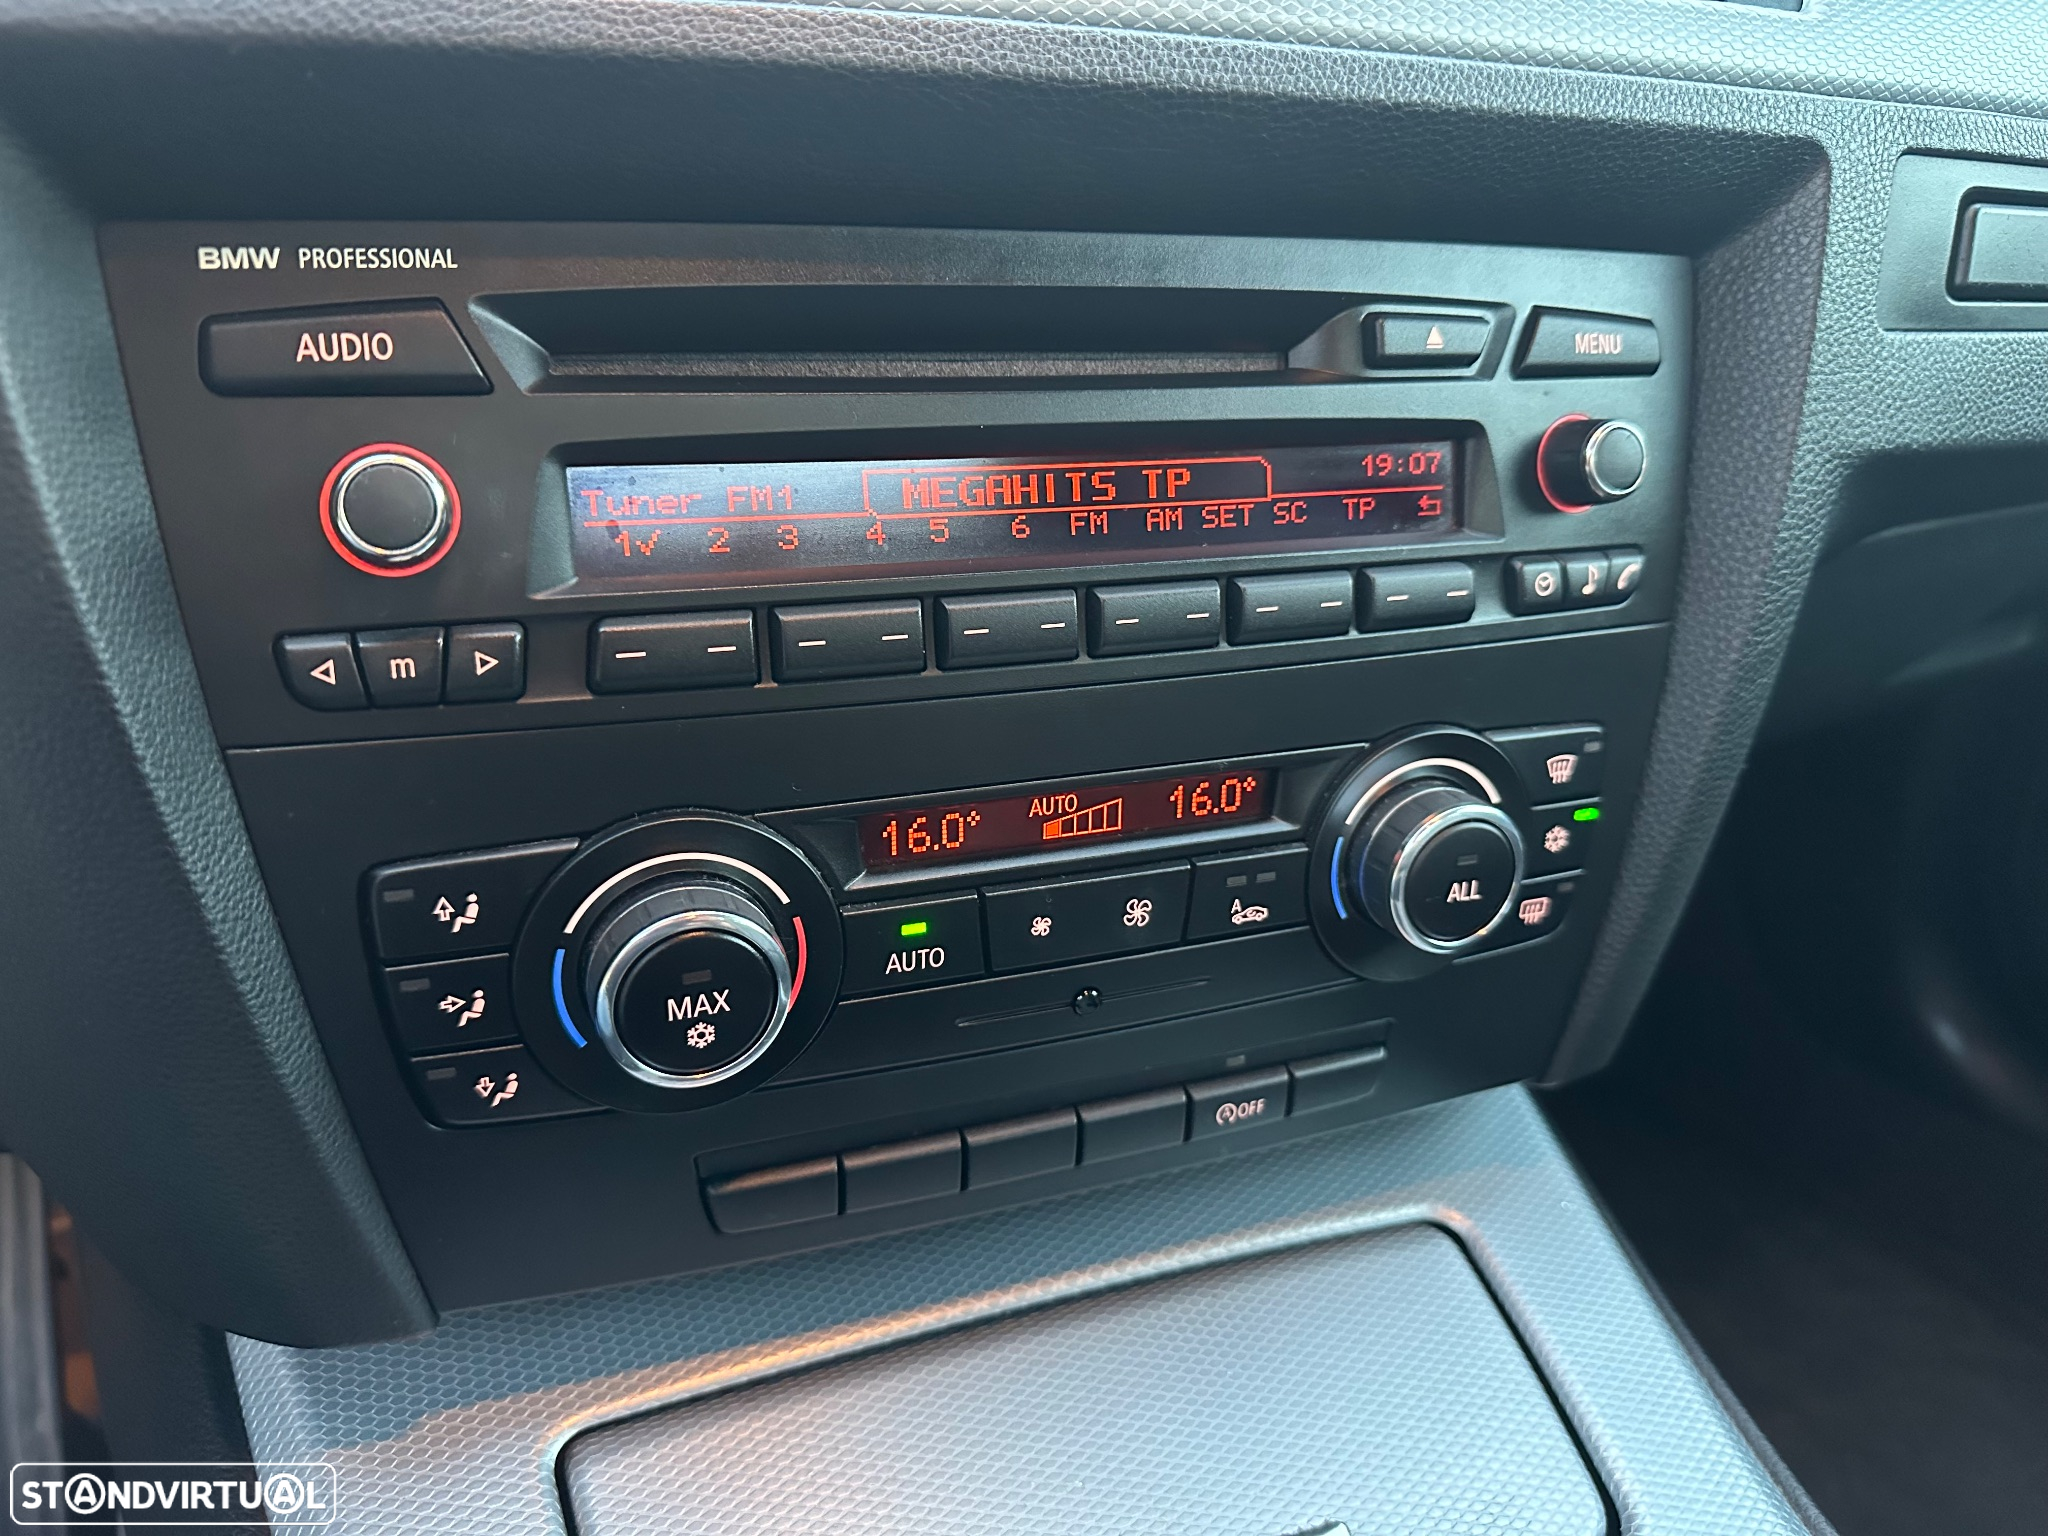 BMW PROFESSIONAL
AUDIO
MENU
Tuner FM1 MEGAHITS TP 19:07
1✓ 2 3 4 5 6 FM AM SET SC TP
m
16.0° AUTO 16.0°
MAX
AUTO
A
ALL
A OFF
STANDVIRTUAL